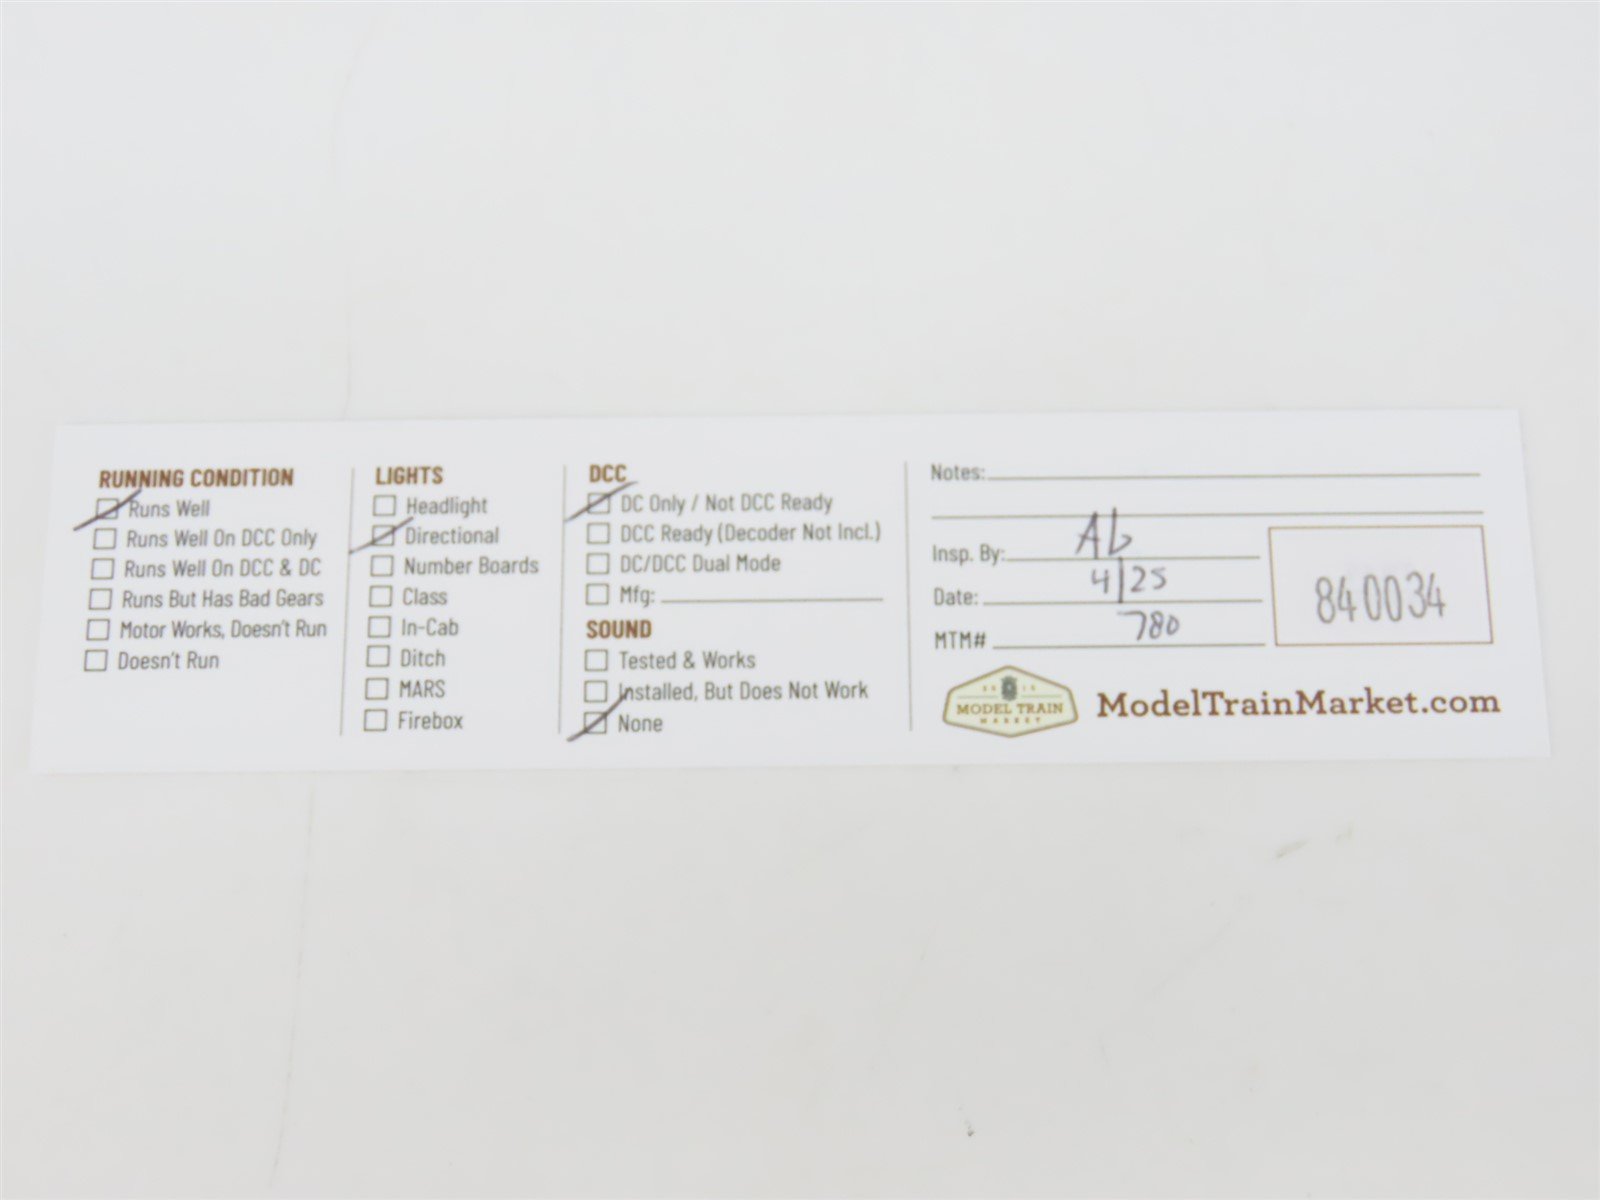 RUNNING CONDITION
Runs Well
Runs Well On DCC Only
Runs Well On DCC & DC
Runs But Has Bad Gears
Motor Works, Doesn't Run
Doesn't Run
LIGHTS
Headlight
Directional
Number Boards
Class
In-Cab
Ditch
MARS
Firebox
DCC
DC Only / Not DCC Ready
DCC Ready (Decoder Not Incl.)
DC/DCC Dual Mode
Mfg:
SOUND
Tested & Works
Installed, But Does Not Work
None
Notes:
Insp. By: Ab
Date: 4/25
MTM# 780
840034
MODEL TRAIN
MARKET
ModelTrainMarket.com